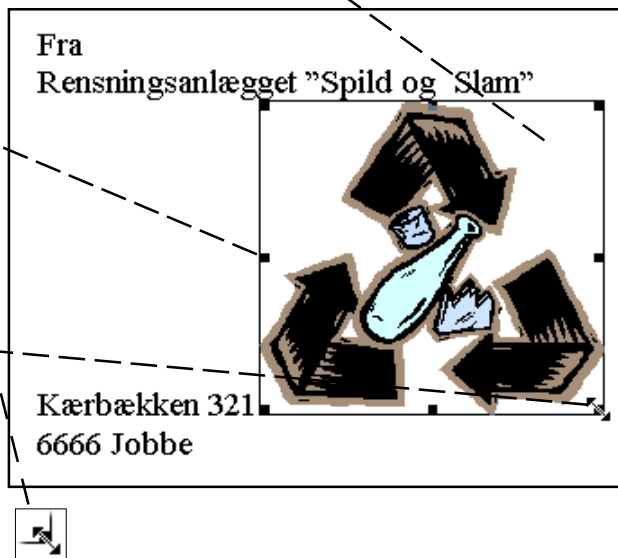 Fra
Rensningsanlægget ”Spild og Slam”
Kærbækken 321
6666 Jobbe